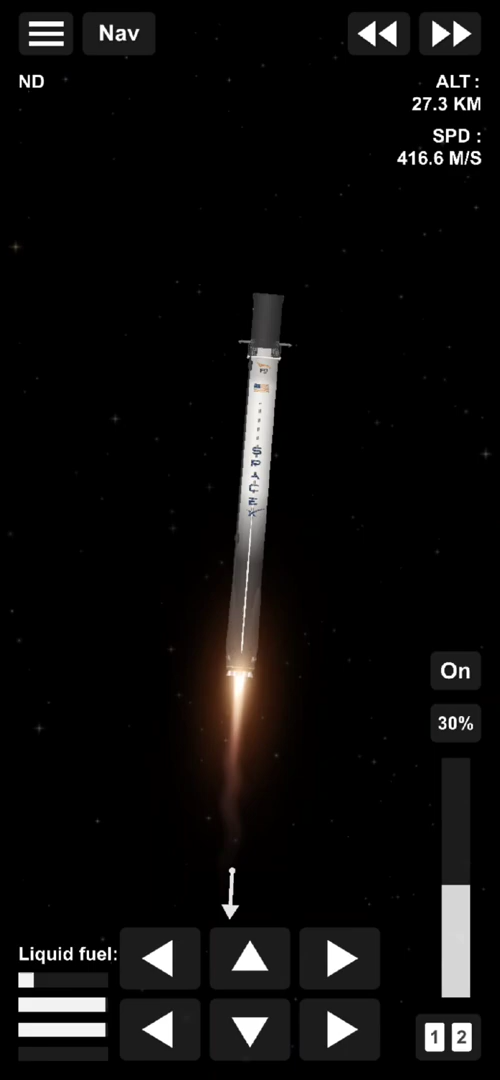 Nav
ND
ALT :
27.3 KM
SPD :
416.6 M/S
SPACEX
On
30%
Liquid fuel:
1 2